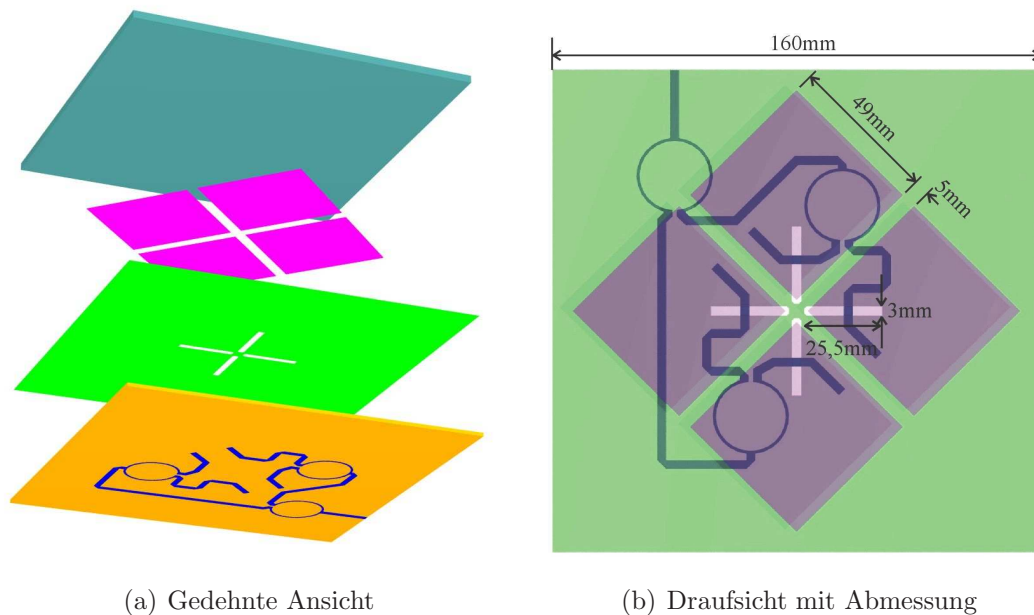 160mm
49mm
5mm
3mm
25,5mm
(a) Gedehnte Ansicht
(b) Draufsicht mit Abmessung